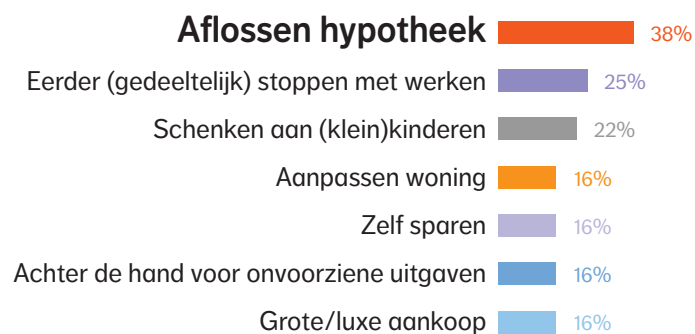 Aflossen hypotheek 38%
Eerder (gedeeltelijk) stoppen met werken 25%
Schenken aan (klein)kinderen 22%
Aanpassen woning 16%
Zelf sparen 16%
Achter de hand voor onvoorziene uitgaven 16%
Grote/luxe aankoop 16%